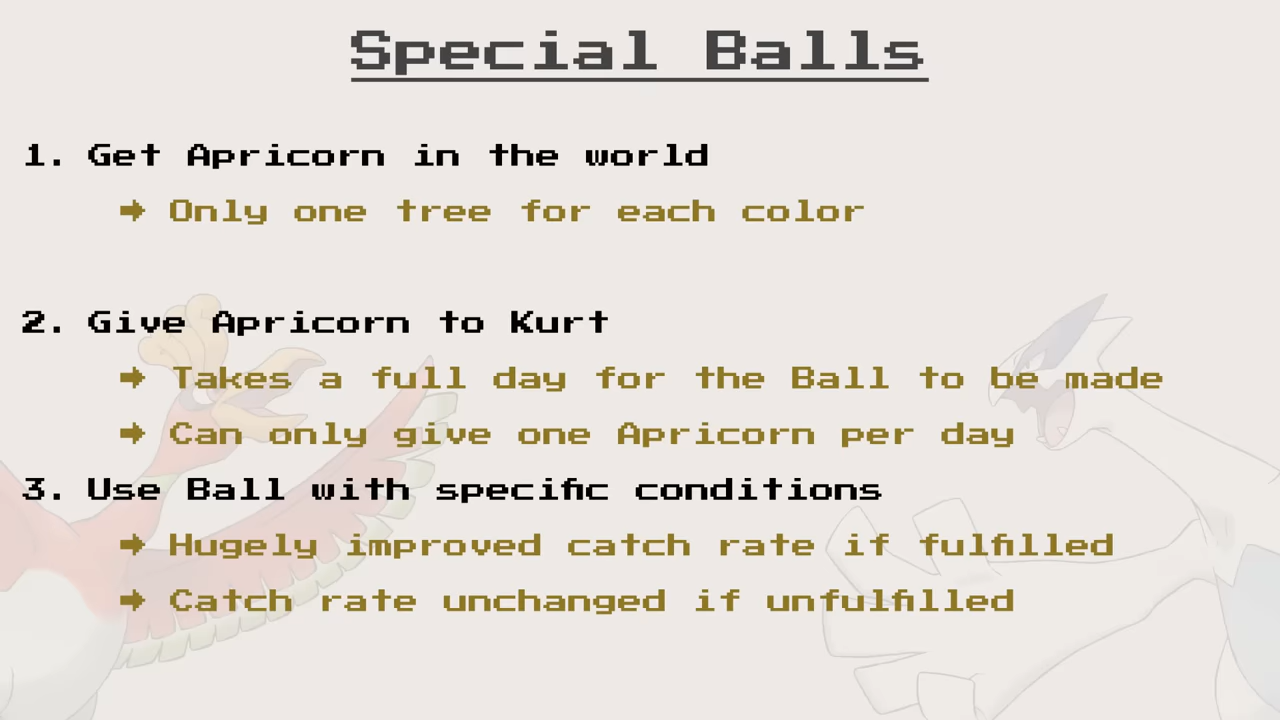 Special Balls
1. Get Apricorn in the world
➡ Only one tree for each color
2. Give Apricorn to Kurt
➡ Takes a full day for the Ball to be made
➡ Can only give one Apricorn per day
3. Use Ball with specific conditions
➡ Hugely improved catch rate if fulfilled
➡ Catch rate unchanged if unfulfilled